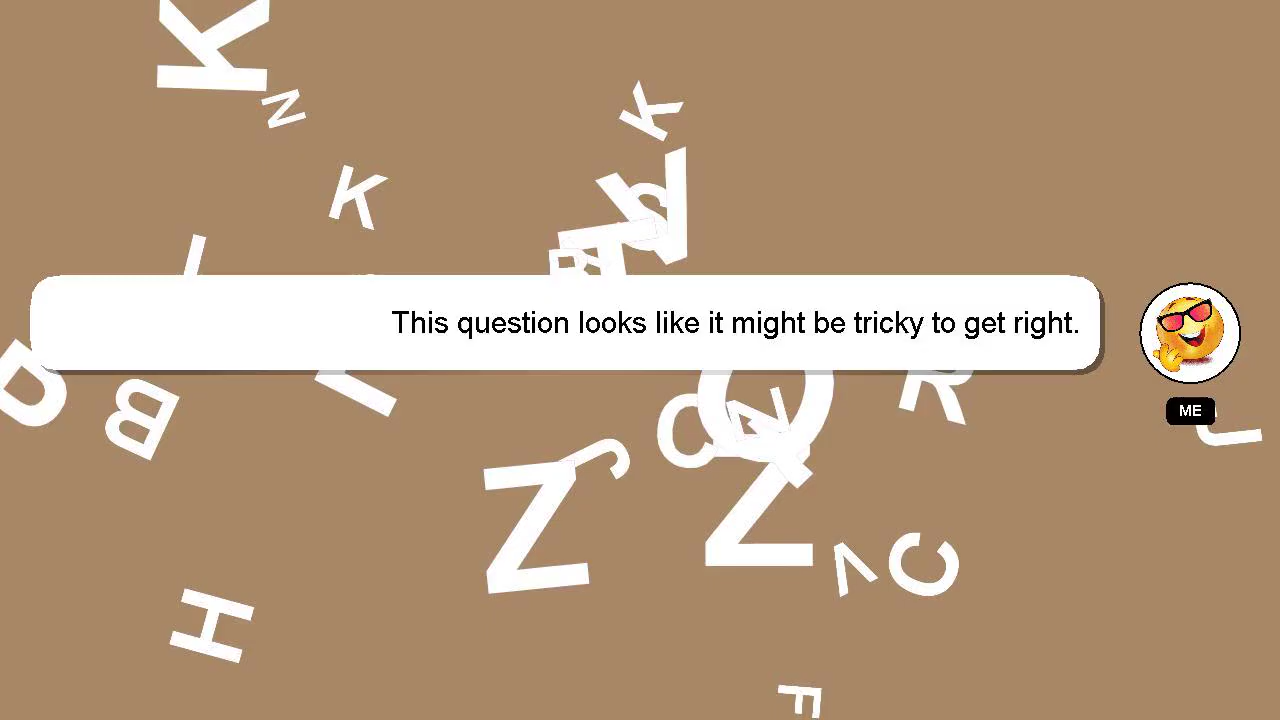 K
N
K
K
S
V
T
R
I
This question looks like it might be tricky to get right.
ME
B
C
N
Q
R
J
J
Z
Z
V
C
H
F